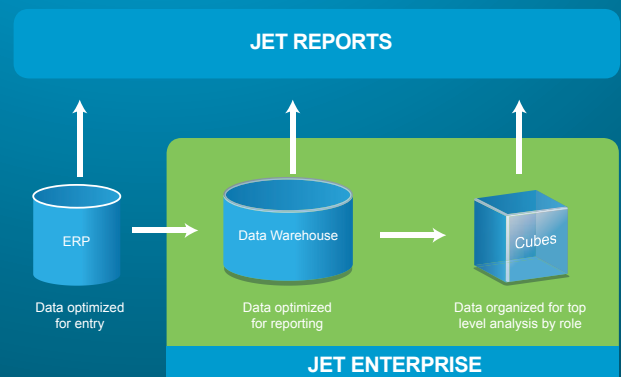 JET REPORTS
ERP
Data Warehouse
Cubes
Data optimized
for entry
Data optimized
for reporting
Data organized for top
level analysis by role
JET ENTERPRISE